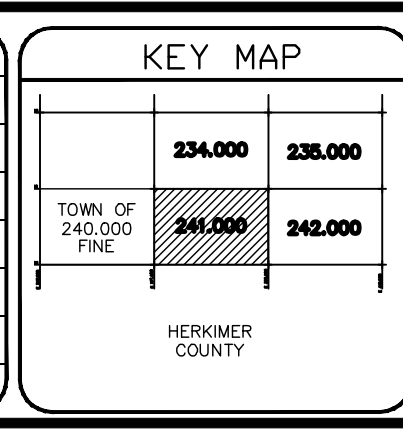 KEY MAP
234.000
235.000
TOWN OF
240.000
FINE
241.000
242.000
HERKIMER
COUNTY